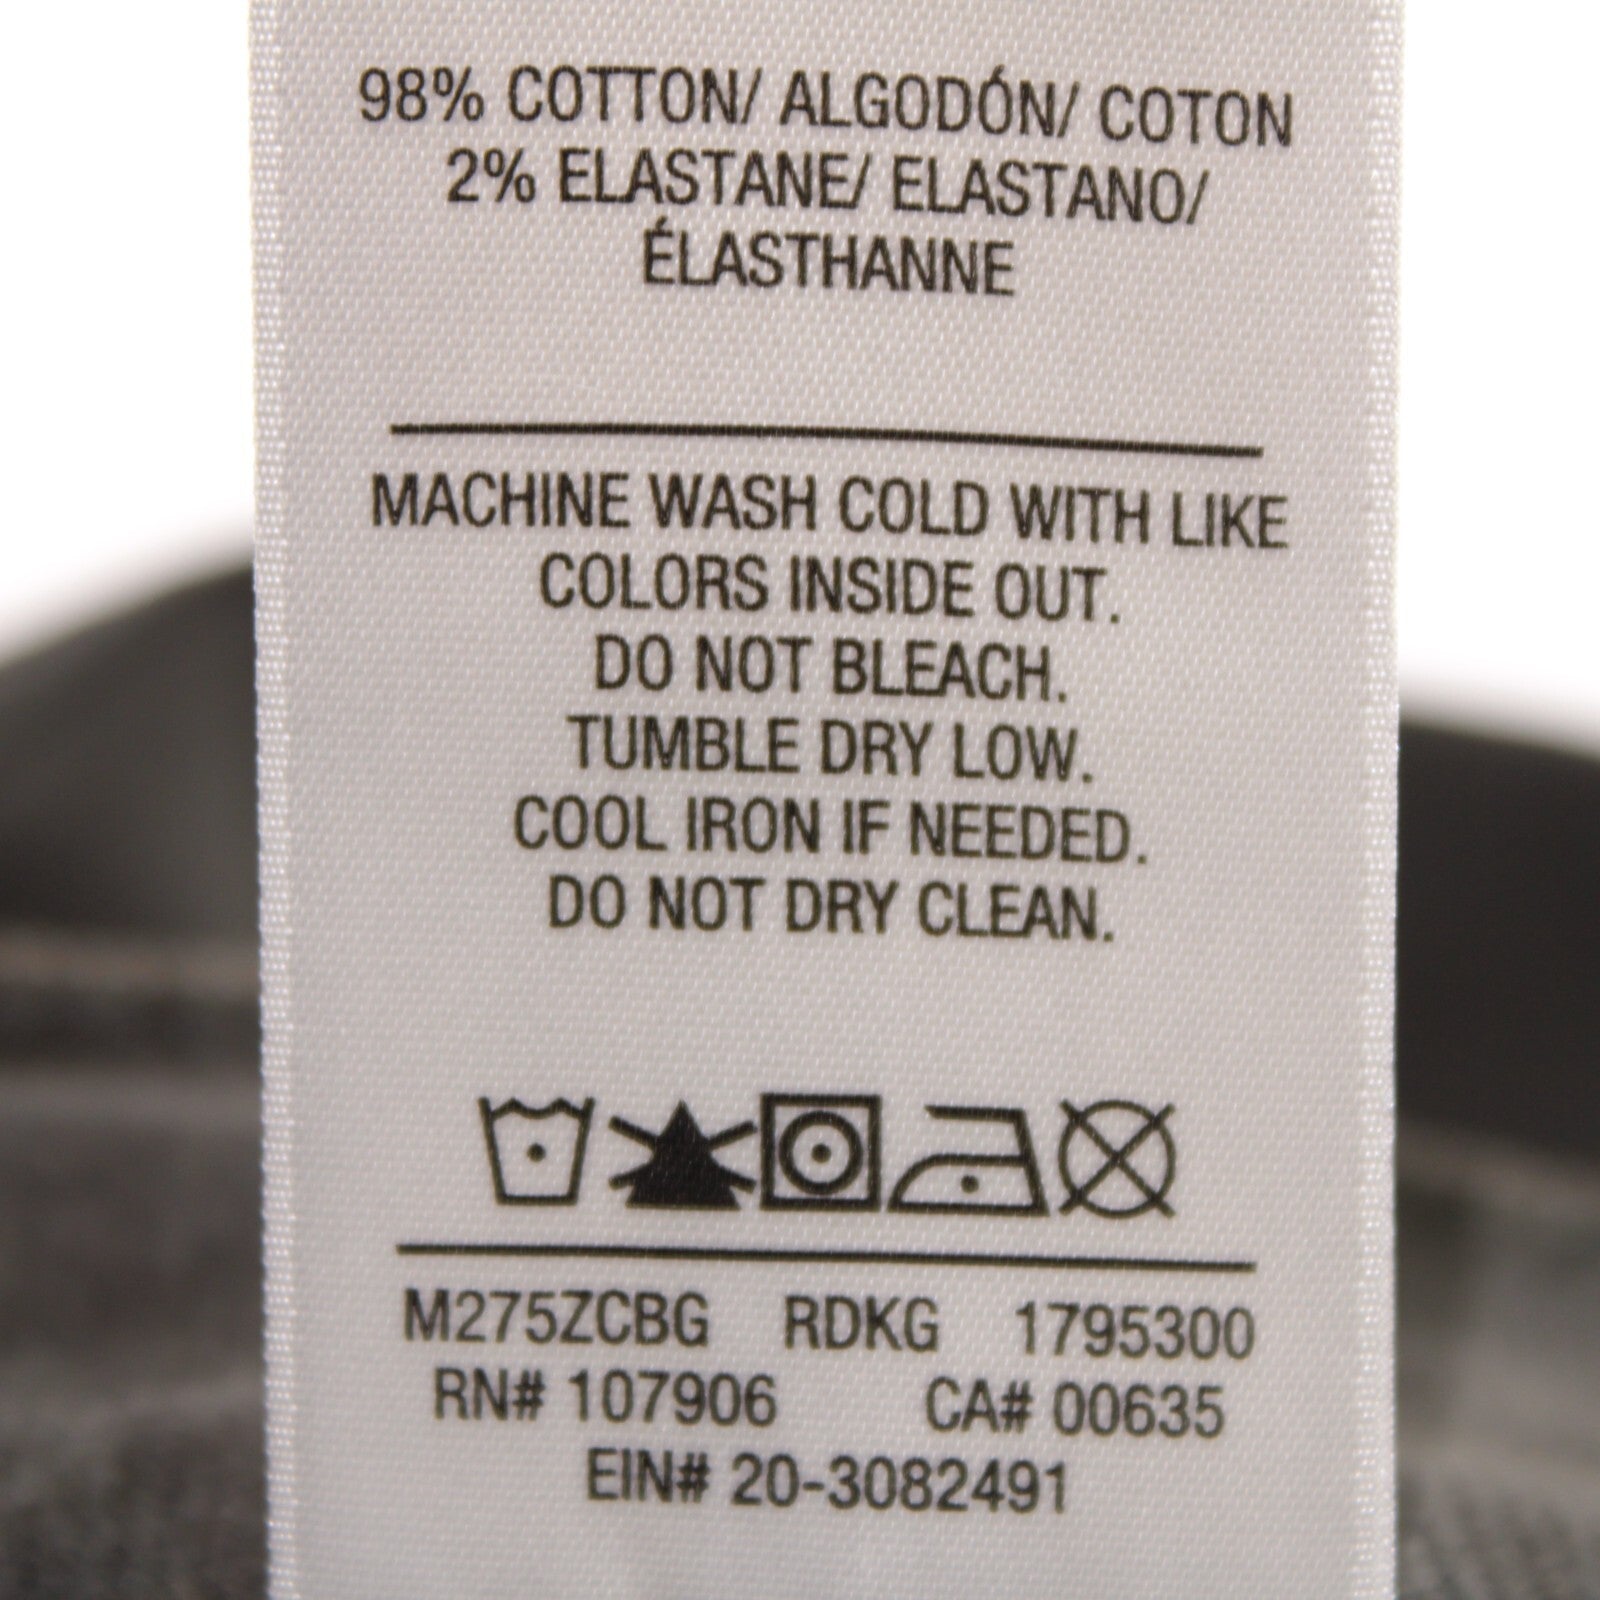 98% COTTON/ ALGODÓN/ COTON
2% ELASTANE/ ELASTANO/
ÉLASTHANNE
MACHINE WASH COLD WITH LIKE
COLORS INSIDE OUT.
DO NOT BLEACH.
TUMBLE DRY LOW.
COOL IRON IF NEEDED.
DO NOT DRY CLEAN.
M275ZCBG RDKG 1795300
RN# 107906 CA# 00635
EIN# 20-3082491